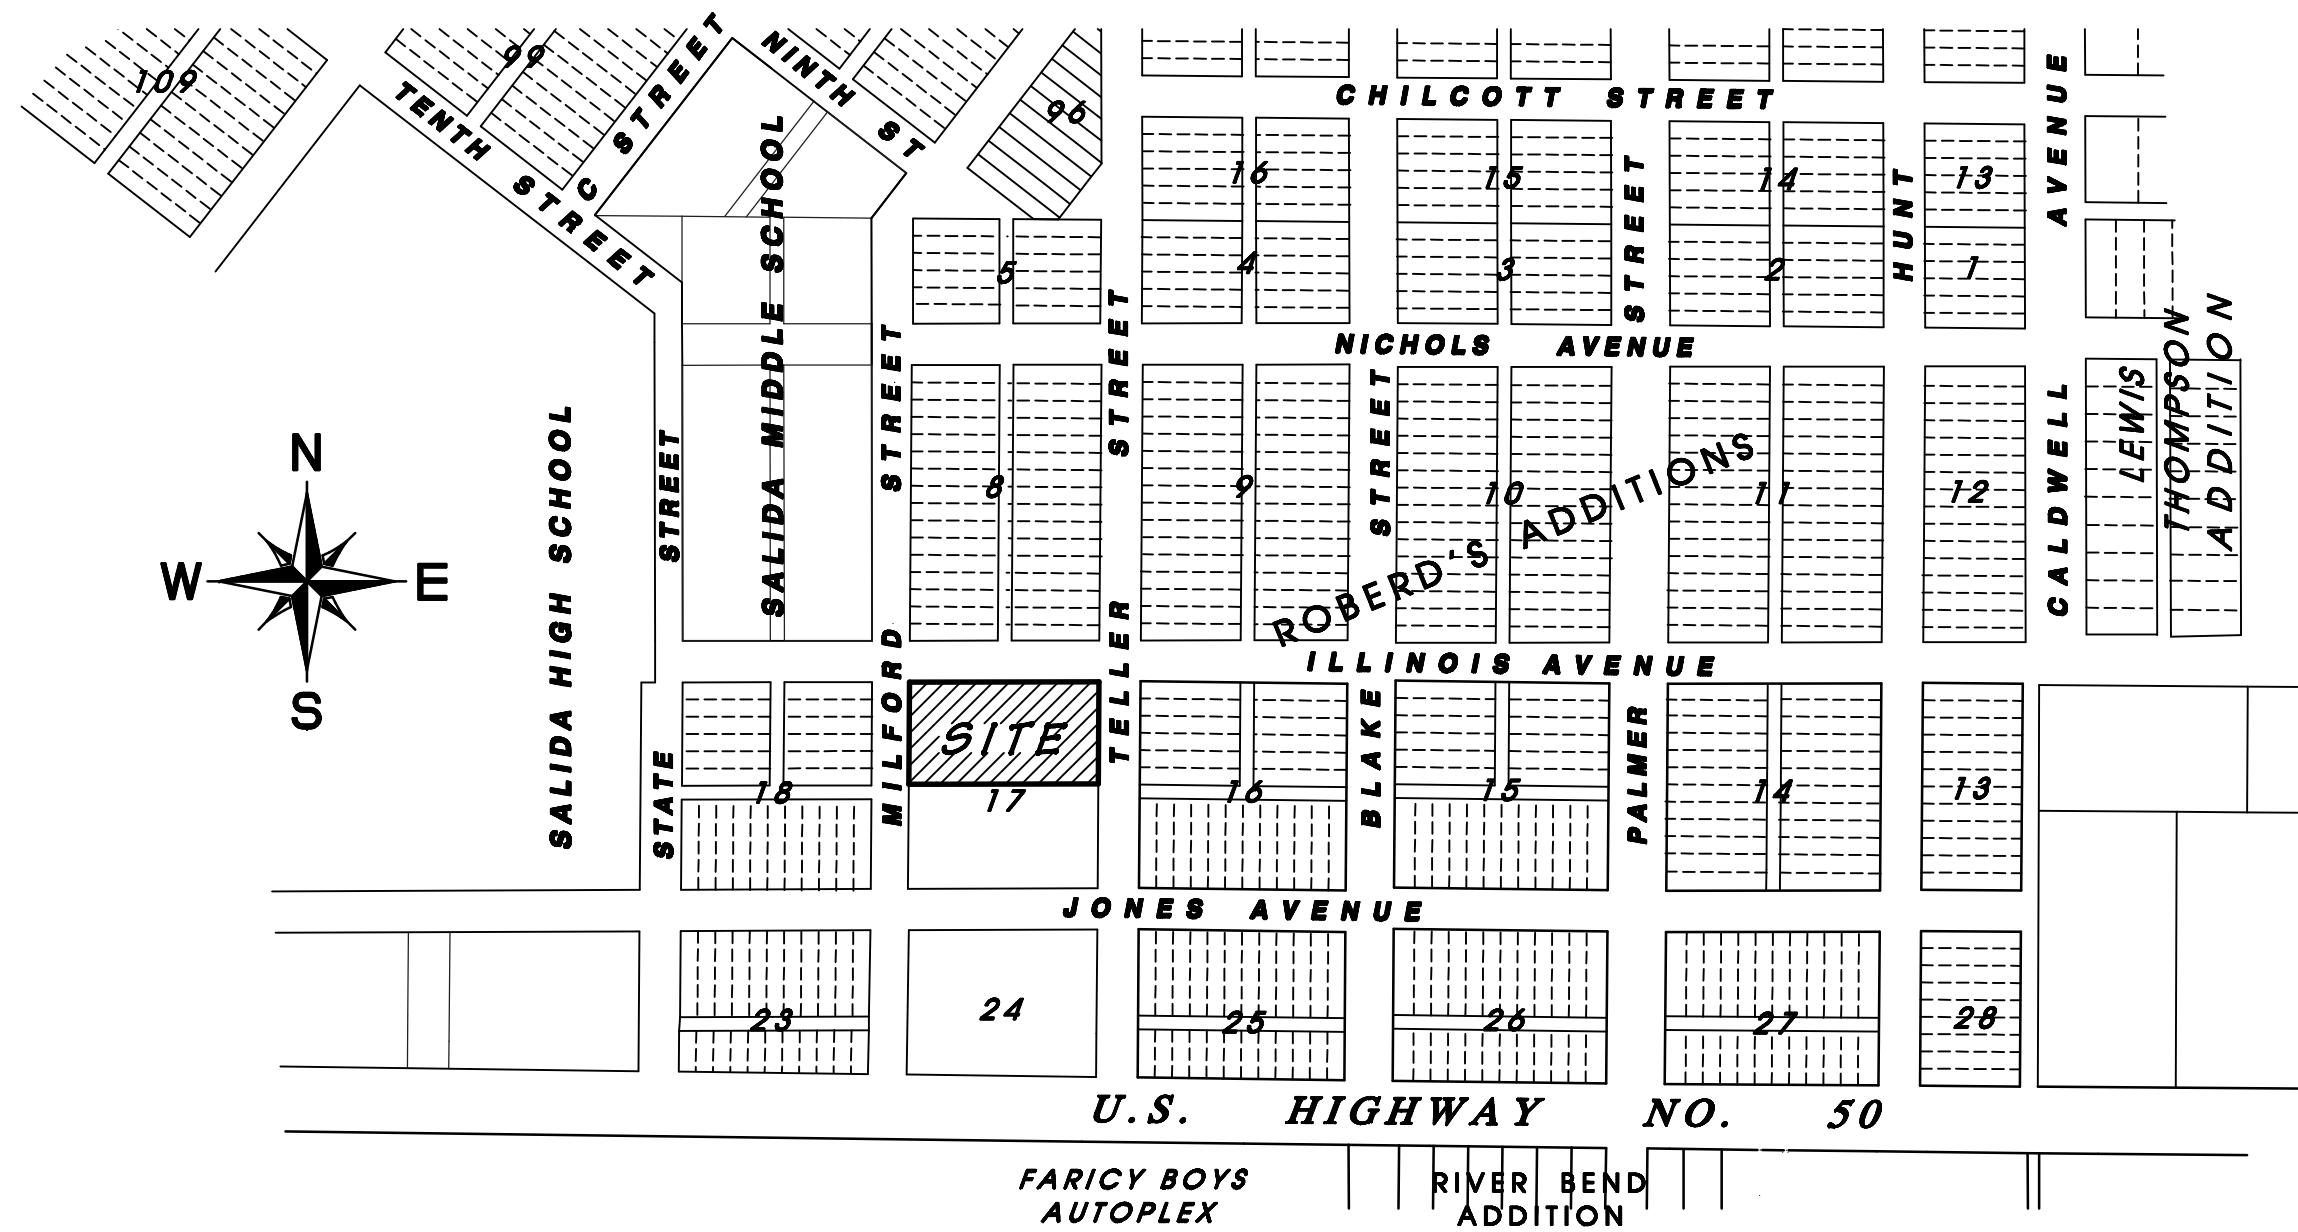 109
99
C STREET
NINTH ST
TENTH STREET
96
CHILCOTT STREET
16
15
14
13
5
4
3
2
1
NICHOLS AVENUE
SALIDA HIGH SCHOOL
STATE STREET
SALIDA MIDDLE SCHOOL
MILFORD STREET
TELLER STREET
BLAKE STREET
PALMER STREET
HUNT
CALDWELL AVENUE
LEWIS
THOMPSON
ADDITION
8
9
10
11
12
ROBERD'S ADDITIONS
N
W
E
S
ILLINOIS AVENUE
SITE
18
17
16
15
14
13
JONES AVENUE
23
24
25
26
27
28
U.S. HIGHWAY NO. 50
FARICY BOYS
AUTOPLEX
RIVER BEND
ADDITION